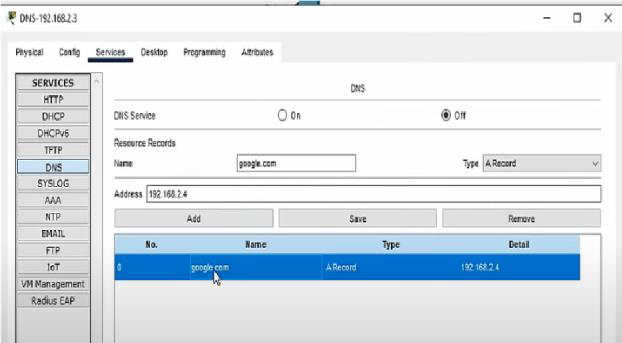 DNS-192.168.2.3
Physical Config Services Desktop Programming Attributes
SERVICES
HTTP
DHCP
DHCPv6
TFTP
DNS
SYSLOG
AAA
NTP
EMAIL
FTP
IoT
VM Management
Radius EAP
DNS
DNS Service On Off
Resource Records
Name google.com Type A Record
Address 192.168.2.4
Add Save Remove
No. Name Type Detail
0 google.com A Record 192.168.2.4